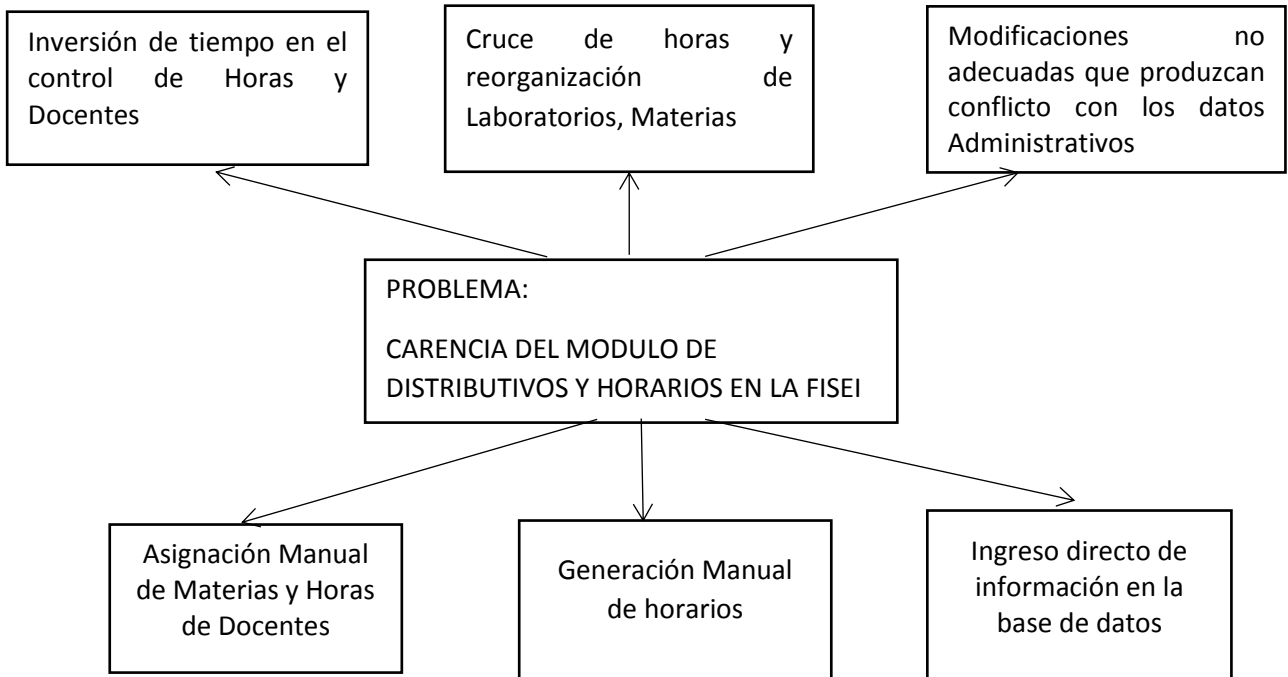 Inversión de tiempo en el
control de Horas y
Docentes
Cruce de horas y
reorganización de
Laboratorios, Materias
Modificaciones no
adecuadas que produzcan
conflicto con los datos
Administrativos
PROBLEMA:
CARENCIA DEL MODULO DE
DISTRIBUTIVOS Y HORARIOS EN LA FISEI
Asignación Manual
de Materias y Horas
de Docentes
Generación Manual
de horarios
Ingreso directo de
información en la
base de datos